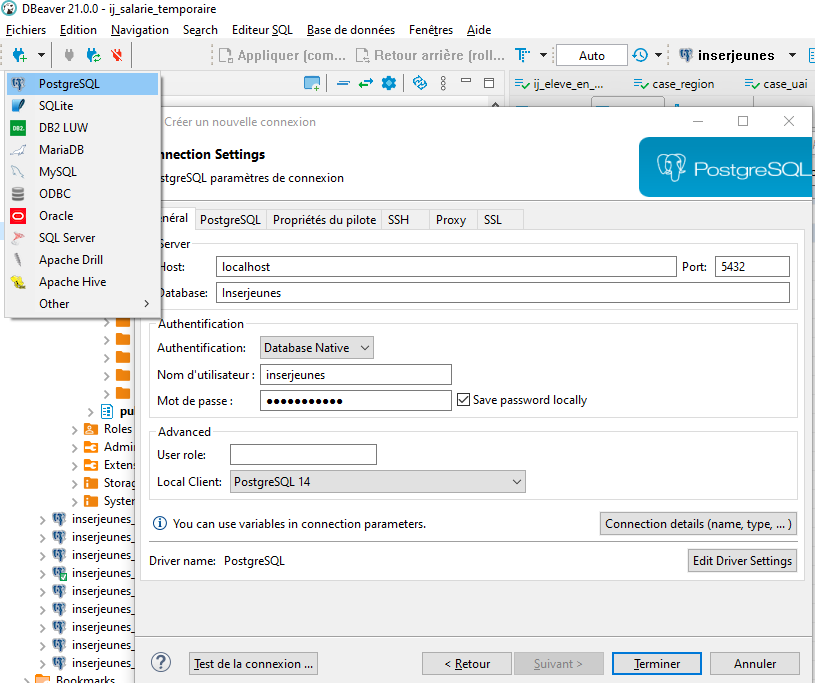 DBeaver 21.0.0 - ij_salarie_temporaire
Fichiers Edition Navigation Search Editeur SQL Base de données Fenêtres Aide
Appliquer (com... Retour arrière (roll... Auto inserjeunes
ij_eleve_en_... case_region case_uai
PostgreSQL
SQLite
DB2 LUW
MariaDB
MySQL
ODBC
Oracle
SQL Server
Apache Drill
Apache Hive
Other
Créer un nouvelle connexion
nnection Settings
stgreSQL paramètres de connexion
PostgreSQL
énéral PostgreSQL Propriétés du pilote SSH Proxy SSL
Server
Host: localhost Port: 5432
Database: Inserjeunes
Authentification
Authentification: Database Native
Nom d'utilisateur : inserjeunes
Mot de passe : ●●●●●●●●●●● Save password locally
Advanced
User role:
Local Client: PostgreSQL 14
You can use variables in connection parameters. Connection details (name, type, ... )
Driver name: PostgreSQL Edit Driver Settings
Test de la connexion ... < Retour Suivant > Terminer Annuler
pu
Roles
Admin
Exten
Storag
System
inserjeunes_
inserjeunes_
inserjeunes_
inserjeunes_
inserjeunes_
inserjeunes_
inserjeunes_
inserjeunes_
inserjeunes_
Bookmarks